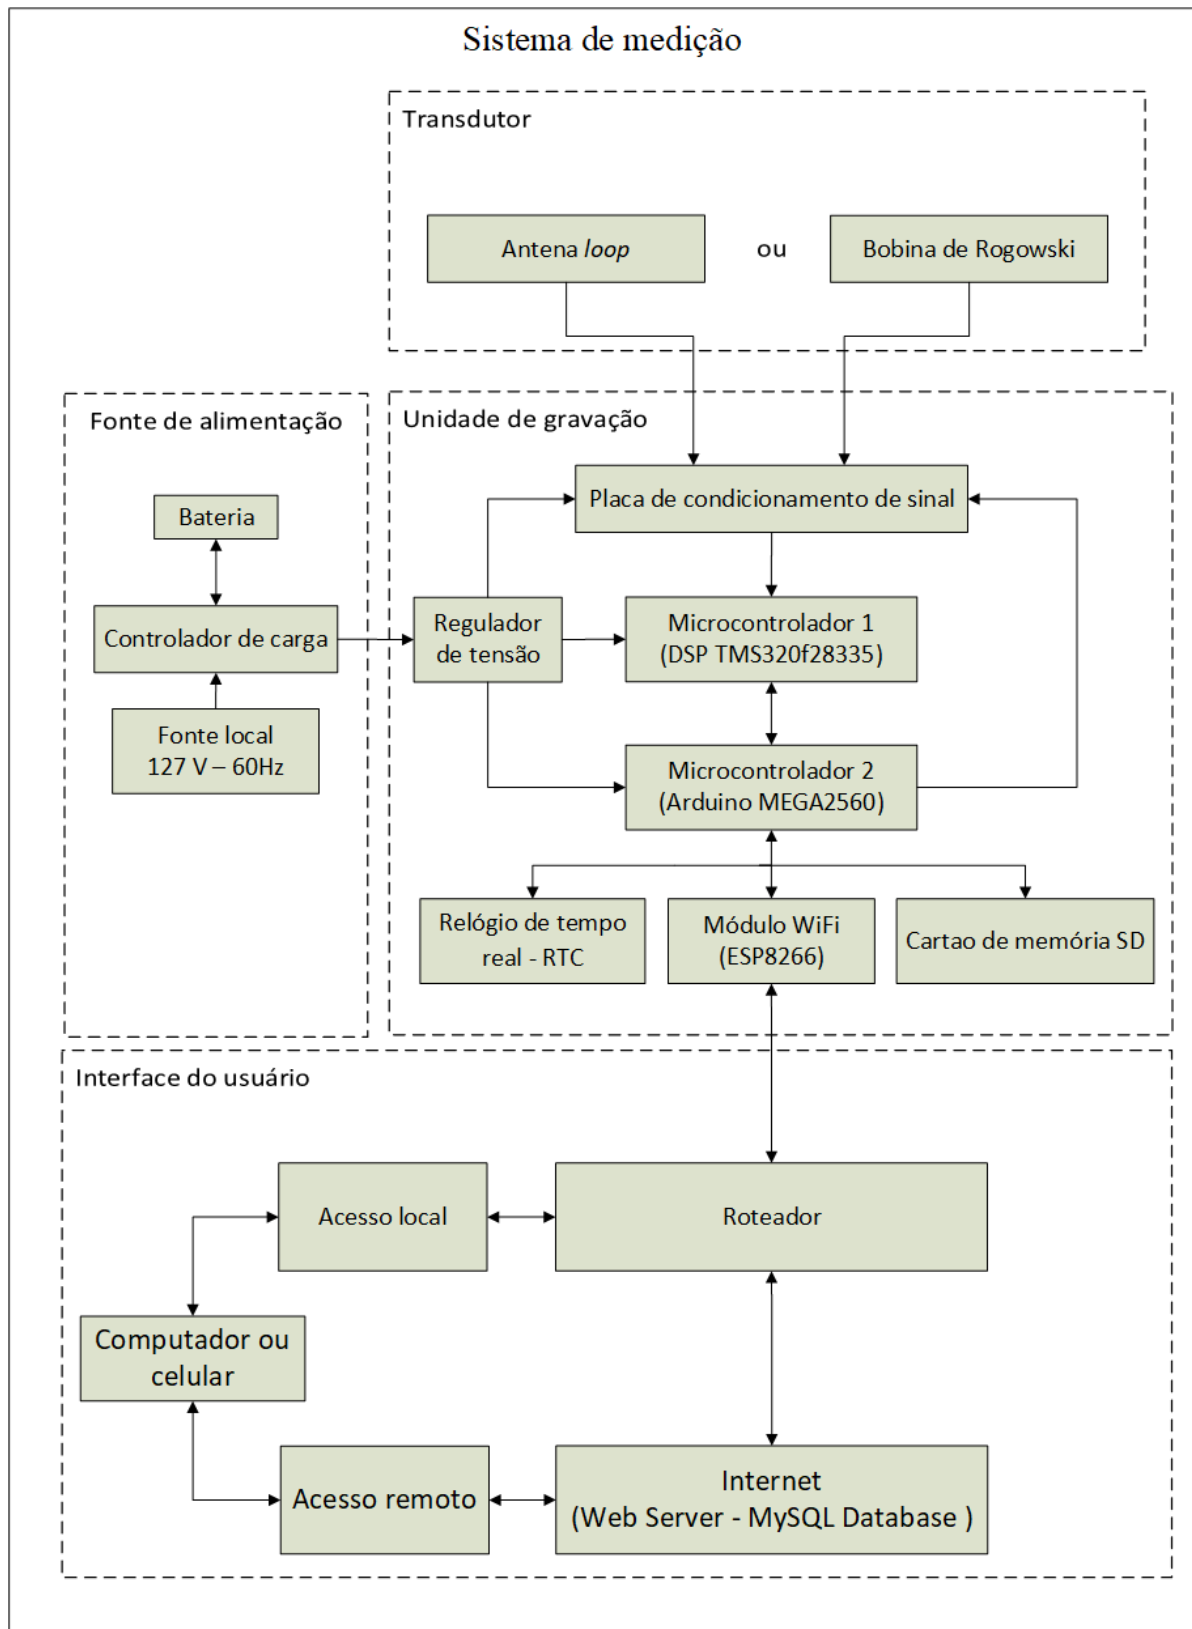 Sistema de medição
Transdutor
Antena loop
ou
Bobina de Rogowski
Fonte de alimentação
Bateria
Controlador de carga
Fonte local
127 V – 60Hz
Unidade de gravação
Placa de condicionamento de sinal
Regulador
de tensão
Microcontrolador 1
(DSP TMS320f28335)
Microcontrolador 2
(Arduino MEGA2560)
Relógio de tempo
real - RTC
Módulo WiFi
(ESP8266)
Cartao de memória SD
Interface do usuário
Acesso local
Roteador
Computador ou
celular
Acesso remoto
Internet
(Web Server - MySQL Database )